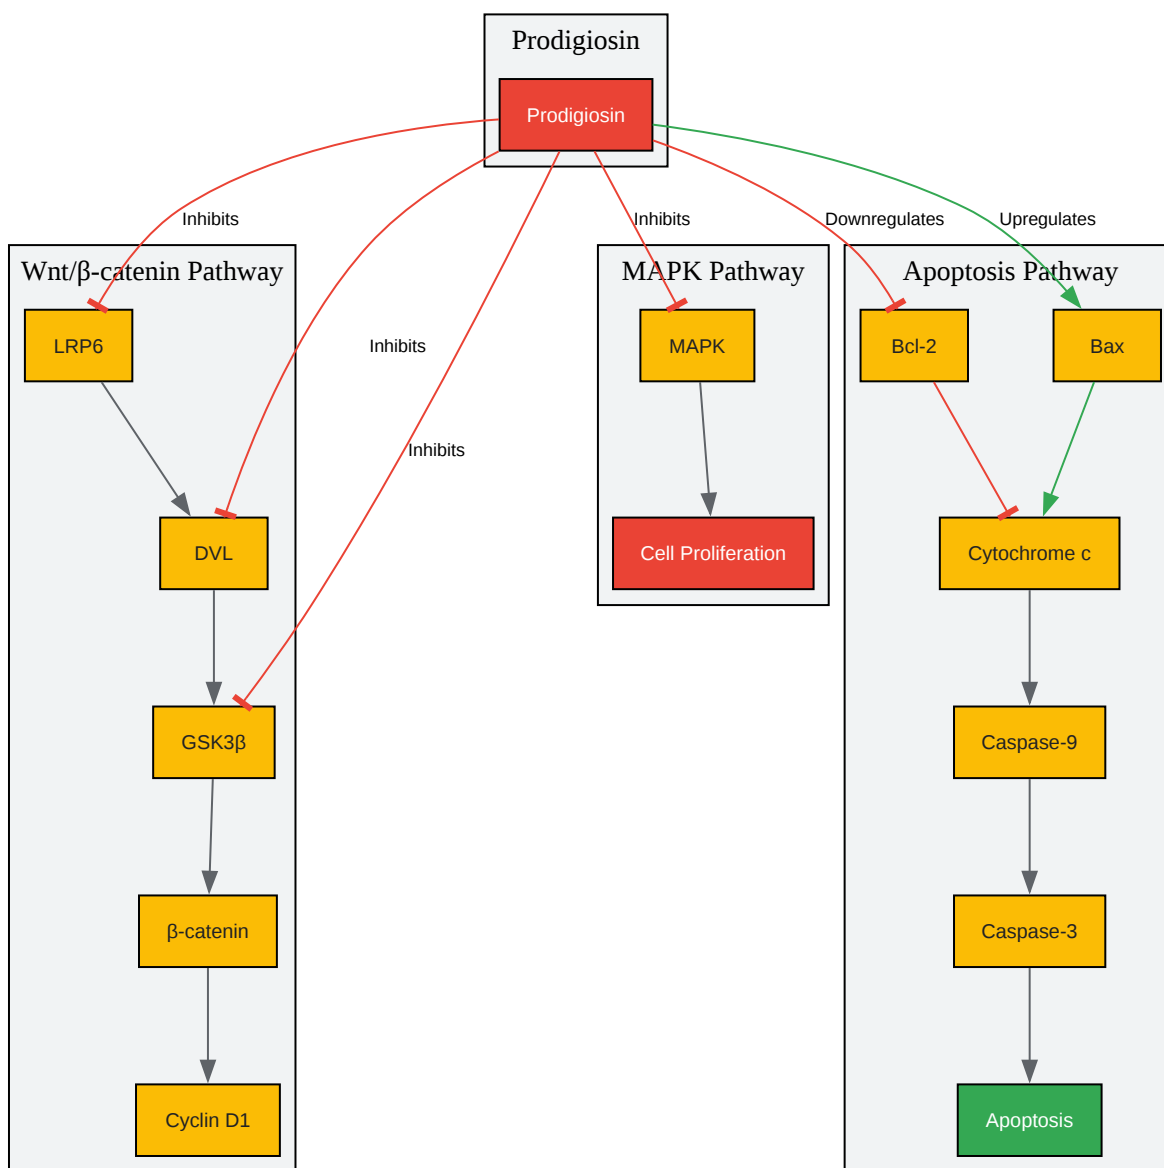 Prodigiosin
Prodigiosin
Inhibits
Inhibits
Downregulates
Upregulates
Wnt/β-catenin Pathway
MAPK Pathway
Apoptosis Pathway
LRP6
Inhibits
MAPK
Bcl-2
Bax
Inhibits
DVL
Cell Proliferation
Cytochrome c
GSK3β
Caspase-9
β-catenin
Caspase-3
Cyclin D1
Apoptosis